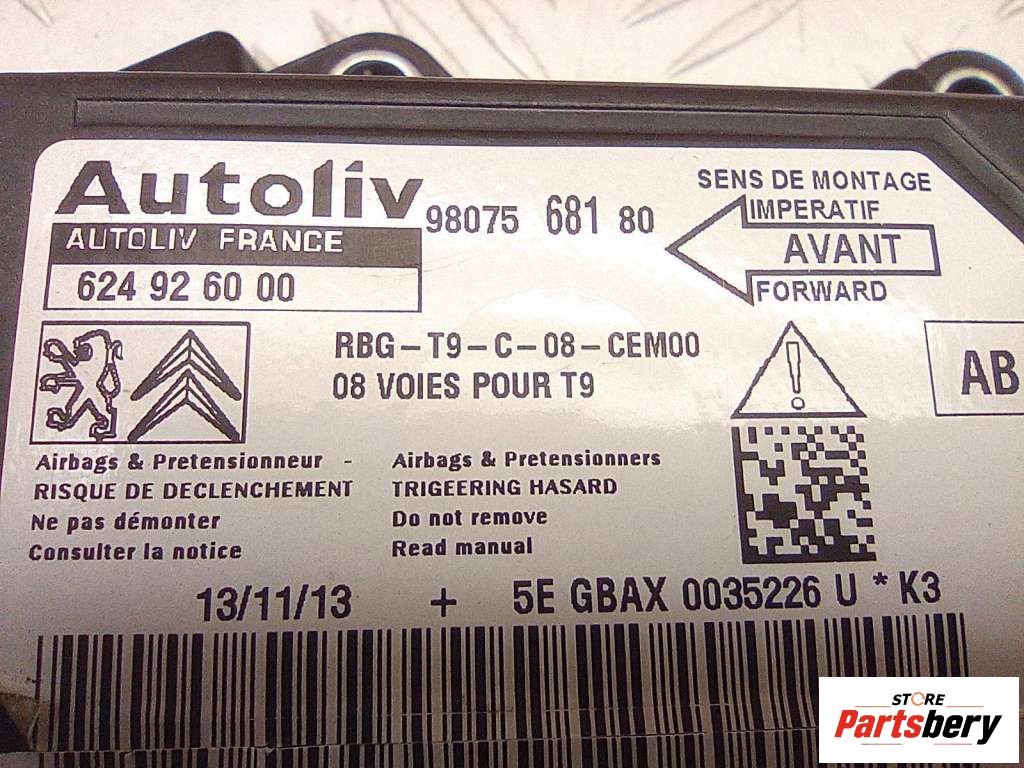 Autoliv
98075 681 80
AUTOLIV FRANCE
624 92 60 00
SENS DE MONTAGE
IMPERATIF
AVANT
FORWARD
RBG-T9-C-08-CEM00
08 VOIES POUR T9
AB
Airbags & Pretensionneur -
RISQUE DE DECLENCHEMENT
Ne pas démonter
Consulter la notice
Airbags & Pretensionners
TRIGEERING HASARD
Do not remove
Read manual
13/11/13 + 5E GBAX 0035226 U * K3
STORE
Partsbery